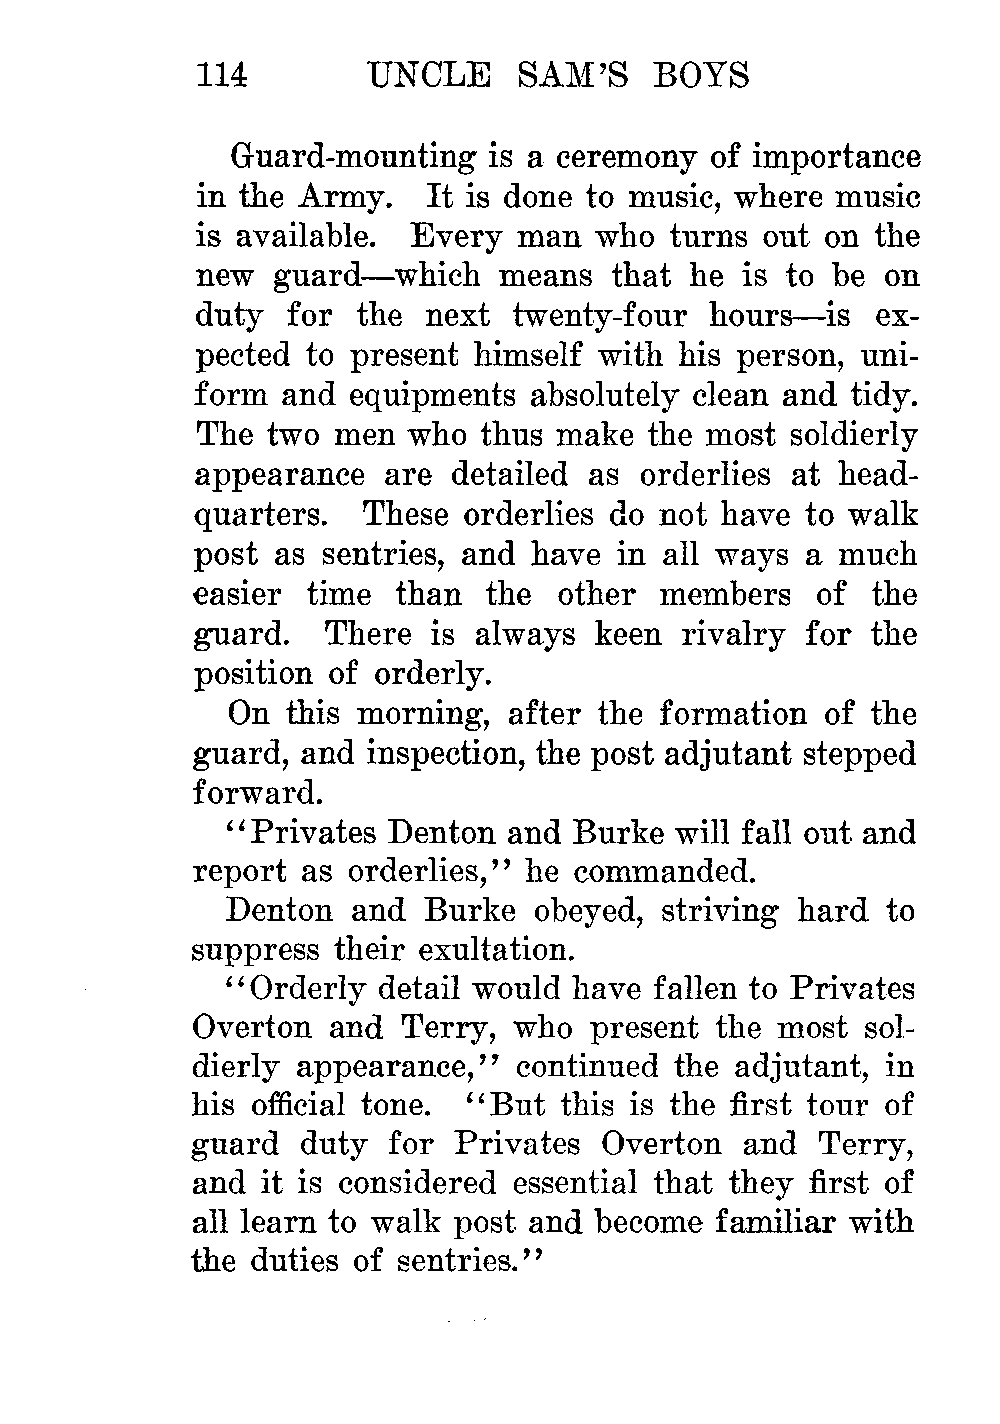 114 UNCLE SAM'S BOYS
Guard-mounting is a ceremony of importance
in the Army. It is done to music, where music
is available. Every man who turns out on the
new guard—which means that he is to be on
duty for the next twenty-four hours—is ex-
pected to present himself with his person, uni-
form and equipments absolutely clean and tidy.
The two men who thus make the most soldierly
appearance are detailed as orderlies at head-
quarters. These orderlies do not have to walk
post as sentries, and have in all ways a much
easier time than the other members of the
guard. There is always keen rivalry for the
position of orderly.
On this morning, after the formation of the
guard, and inspection, the post adjutant stepped
forward.
"Privates Denton and Burke will fall out and
report as orderlies," he commanded.
Denton and Burke obeyed, striving hard to
suppress their exultation.
"Orderly detail would have fallen to Privates
Overton and Terry, who present the most sol-
dierly appearance," continued the adjutant, in
his official tone. "But this is the first tour of
guard duty for Privates Overton and Terry,
and it is considered essential that they first of
all learn to walk post and become familiar with
the duties of sentries."